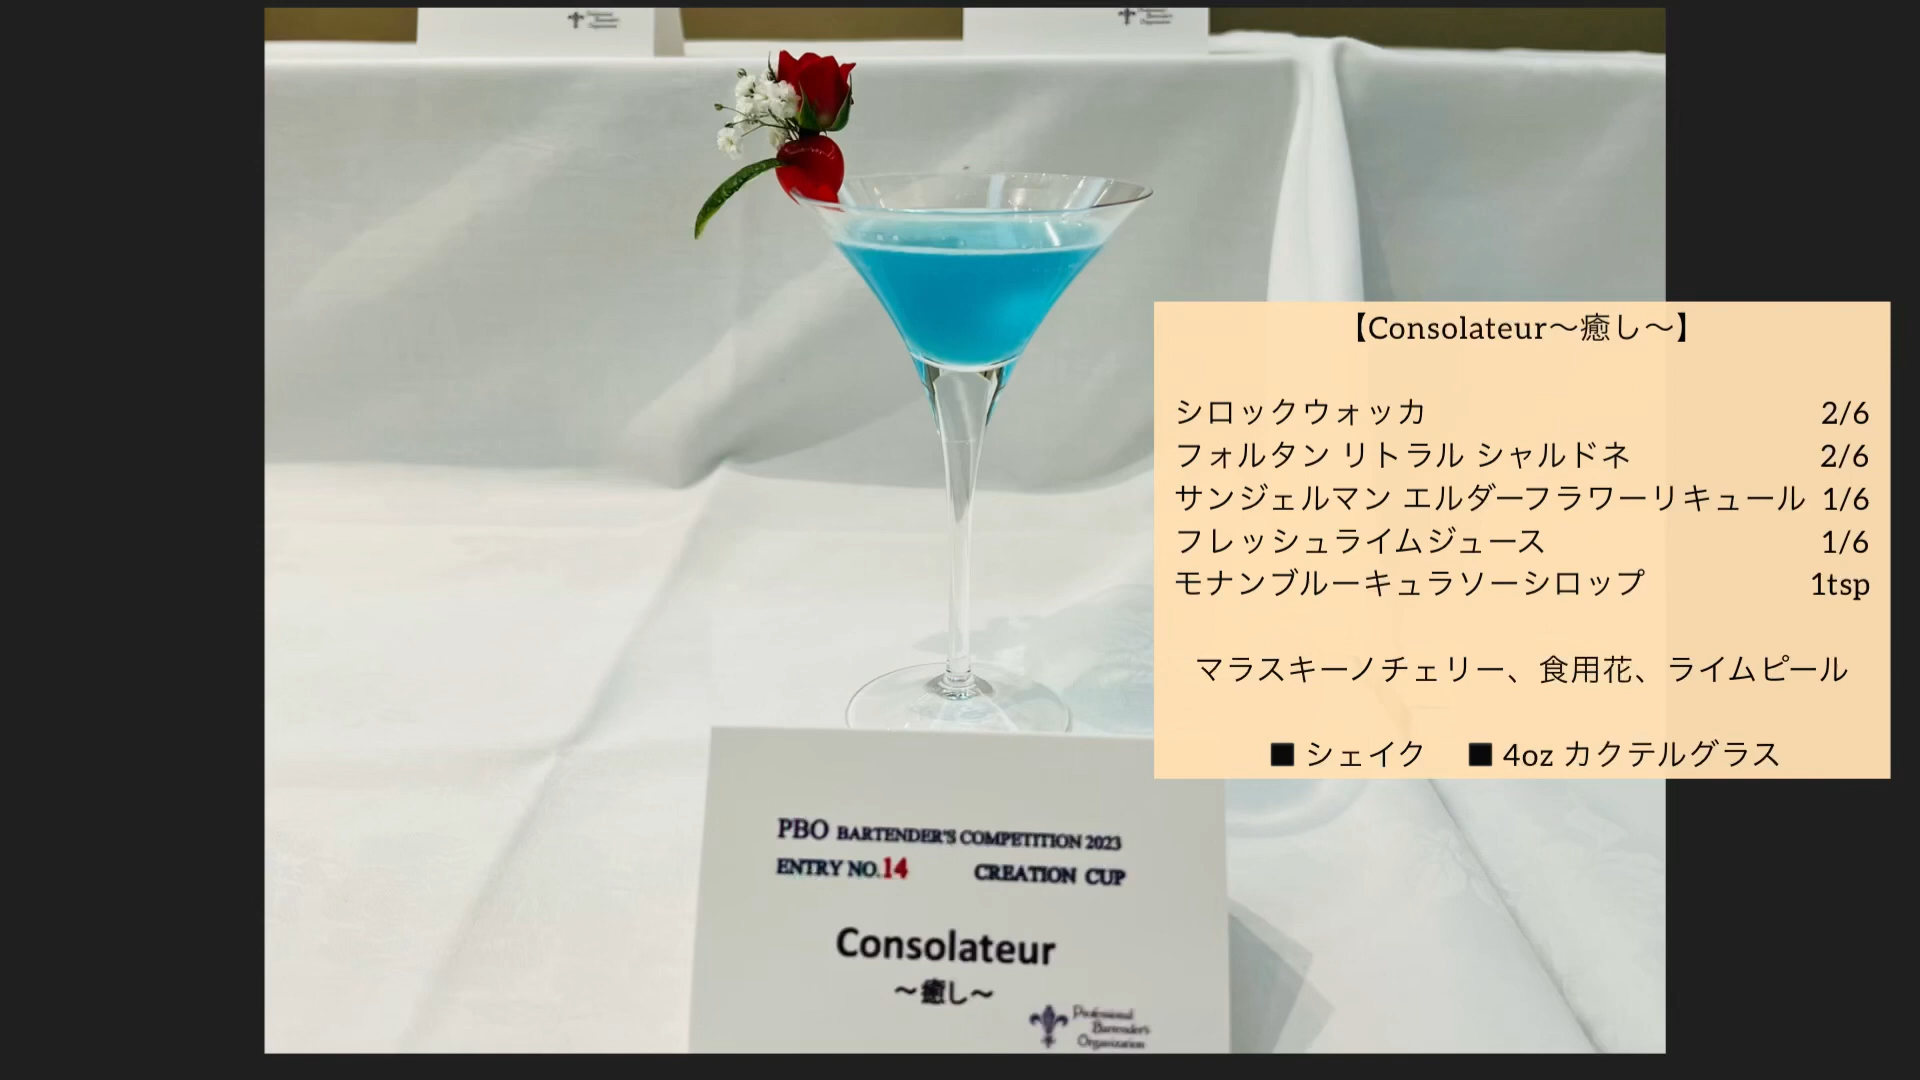 【Consolateur～癒し～】
シロックウォッカ 2/6
フォルタン リトラル シャルドネ 2/6
サンジェルマン エルダーフラワーリキュール 1/6
フレッシュライムジュース 1/6
モナンブルーキュラソーシロップ 1tsp
マラスキーノチェリー、食用花、ライムピール
■ シェイク ■ 4oz カクテルグラス
PBO BARTENDER'S COMPETITION 2023
ENTRY NO.14 CREATION CUP
Consolateur
～癒し～
Professional
Bartender's
Organization